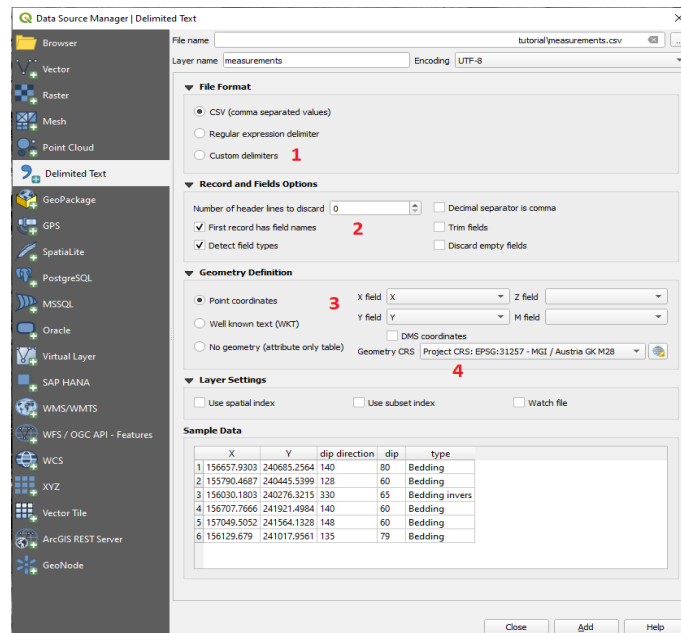 Data Source Manager | Delimited Text
Browser
Vector
Raster
Mesh
Point Cloud
Delimited Text
GeoPackage
GPS
SpatiaLite
PostgreSQL
MSSQL
Oracle
Virtual Layer
SAP HANA
WMS/WMTS
WFS / OGC API - Features
WCS
XYZ
Vector Tile
ArcGIS REST Server
GeoNode
File name tutorial\measurements.csv ...
Layer name measurements Encoding UTF-8
File Format
CSV (comma separated values)
Regular expression delimiter
Custom delimiters 1
Record and Fields Options
Number of header lines to discard 0 Decimal separator is comma
First record has field names 2 Trim fields
Detect field types Discard empty fields
Geometry Definition
Point coordinates 3 X field X Z field
Well known text (WKT) Y field Y M field
DMS coordinates
No geometry (attribute only table) Geometry CRS Project CRS: EPSG:31257 - MGI / Austria GK M28
4
Layer Settings
Use spatial index Use subset index Watch file
Sample Data
X Y dip direction dip type
1 156657.9303 240685.2564 140 80 Bedding
2 155790.4687 240445.5399 128 60 Bedding
3 156030.1803 240276.3215 330 65 Bedding invers
4 156707.7666 241921.4984 140 60 Bedding
5 157049.5052 241564.1328 148 60 Bedding
6 156129.679 241017.9561 135 79 Bedding
Close Add Help